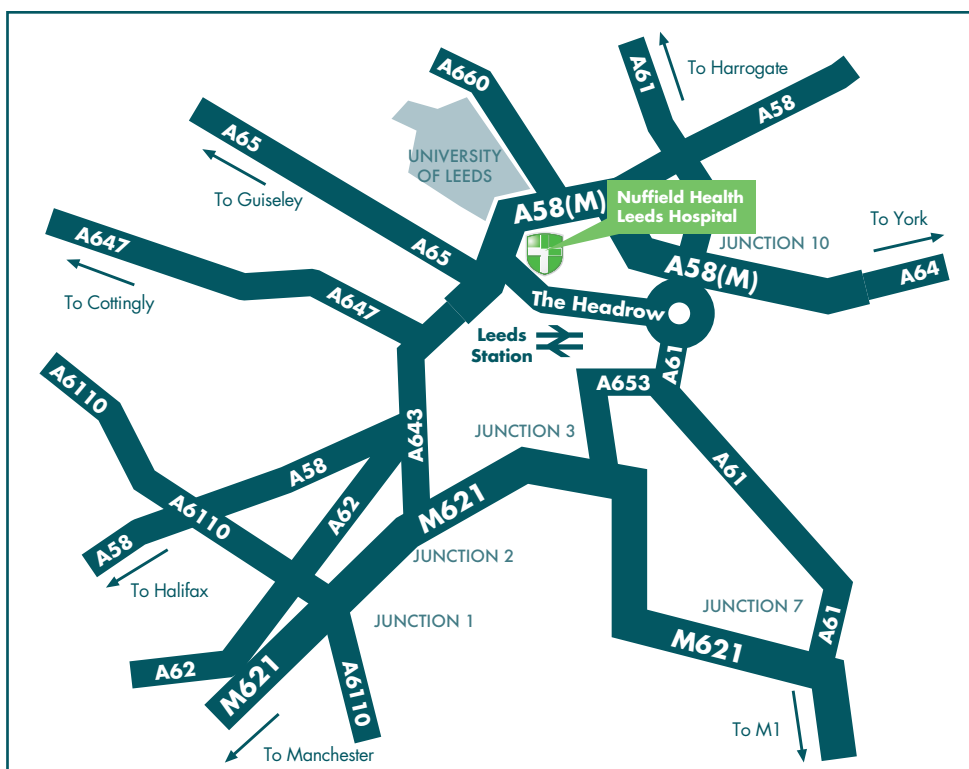 A660
A61
To Harrogate
A58
A65
UNIVERSITY
OF LEEDS
To Guiseley
A58(M)
Nuffield Health
Leeds Hospital
To York
A647
A65
JUNCTION 10
A58(M)
A64
To Cottingly
A647
The Headrow
Leeds
Station
A61
A6110
A653
A643
JUNCTION 3
A58
A61
A62
A6110
M621
A58
JUNCTION 2
To Halifax
JUNCTION 7
JUNCTION 1
A61
A62
M621
M621
A6110
To M1
To Manchester